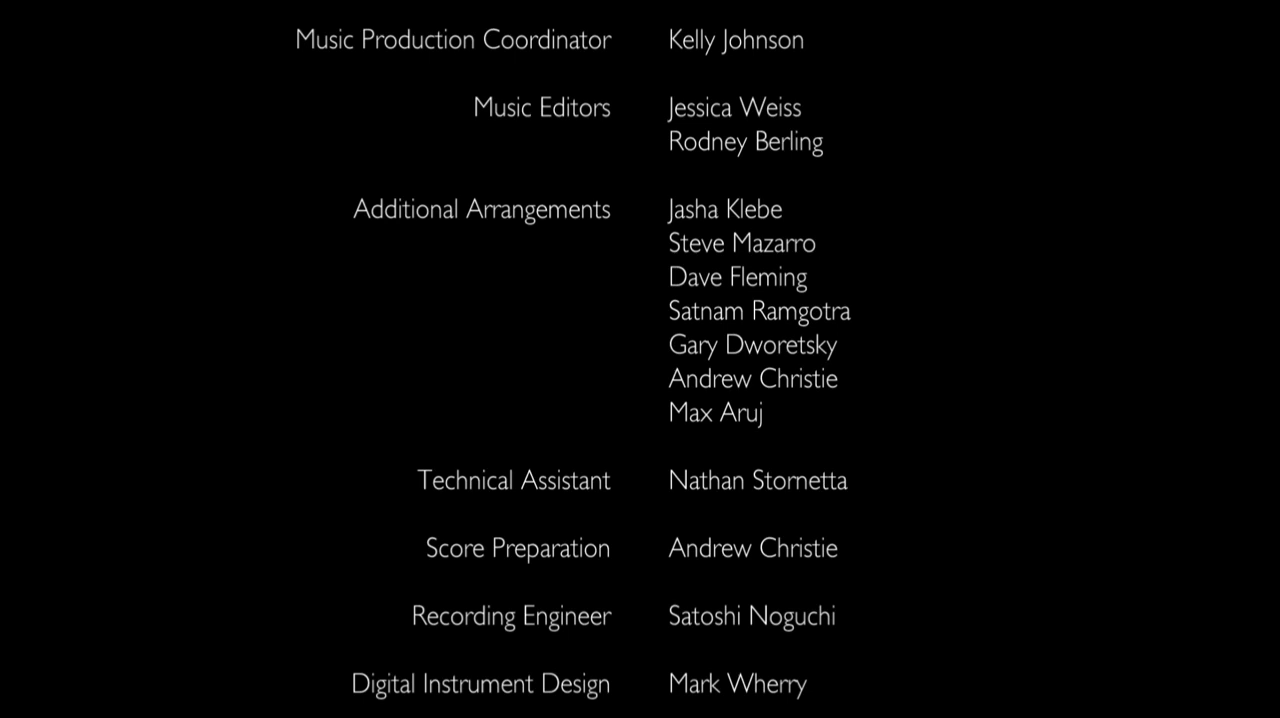 Music Production Coordinator Kelly Johnson
Music Editors Jessica Weiss
Rodney Berling
Additional Arrangements Jasha Klebe
Steve Mazarro
Dave Fleming
Satnam Ramgotra
Gary Dworetsky
Andrew Christie
Max Aruj
Technical Assistant Nathan Stornetta
Score Preparation Andrew Christie
Recording Engineer Satoshi Noguchi
Digital Instrument Design Mark Wherry